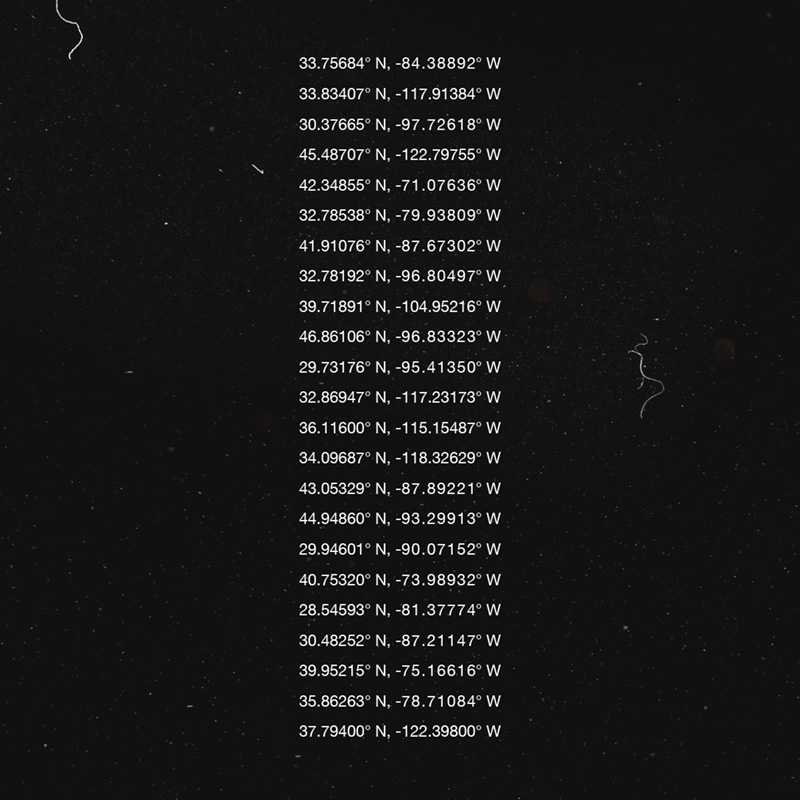 33.75684° N, -84.38892° W
33.83407° N, -117.91384° W
30.37665° N, -97.72618° W
45.48707° N, -122.79755° W
42.34855° N, -71.07636° W
32.78538° N, -79.93809° W
41.91076° N, -87.67302° W
32.78192° N, -96.80497° W
39.71891° N, -104.95216° W
46.86106° N, -96.83323° W
29.73176° N, -95.41350° W
32.86947° N, -117.23173° W
36.11600° N, -115.15487° W
34.09687° N, -118.32629° W
43.05329° N, -87.89221° W
44.94860° N, -93.29913° W
29.94601° N, -90.07152° W
40.75320° N, -73.98932° W
28.54593° N, -81.37774° W
30.48252° N, -87.21147° W
39.95215° N, -75.16616° W
35.86263° N, -78.71084° W
37.79400° N, -122.39800° W